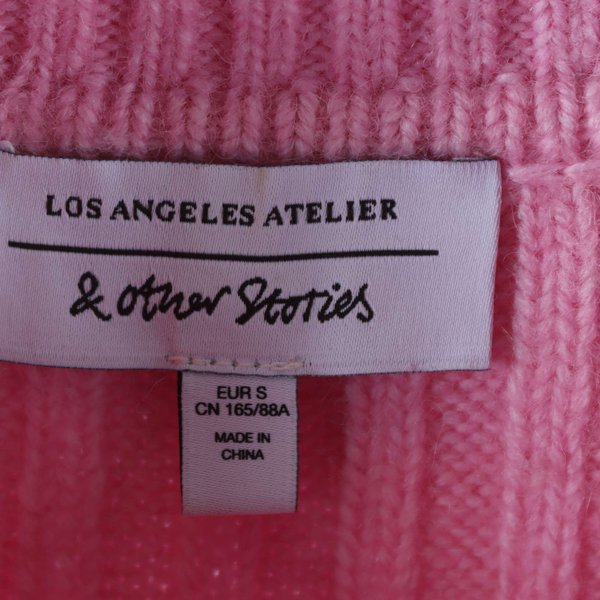 LOS ANGELES ATELIER
& other Stories
EUR S
CN 165/88A
MADE IN
CHINA